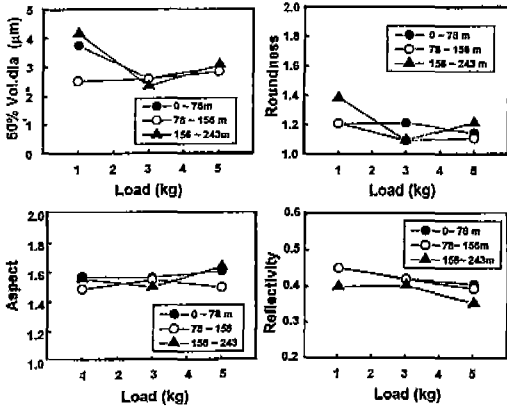 50% Vol.dia (μm)
5
4
3
2
1
0
0~78m
78~156 m
156~243m
1 2 3 4 5
Load (kg)
Roundness
1.8
1.6
1.4
1.2
1.0
0~78 m
78~156 m
156~243 m
1 2 3 4 5
Load (kg)
Aspect
2.0
1.8
1.6
1.4
1.2
1.0
0~78 m
78~156
156~243
1 2 3 4 5
Load (kg)
Reflectivity
0.6
0.5
0.4
0.3
0.2
0~78 m
78~156m
156~243m
1 2 3 4 5
Load (kg)